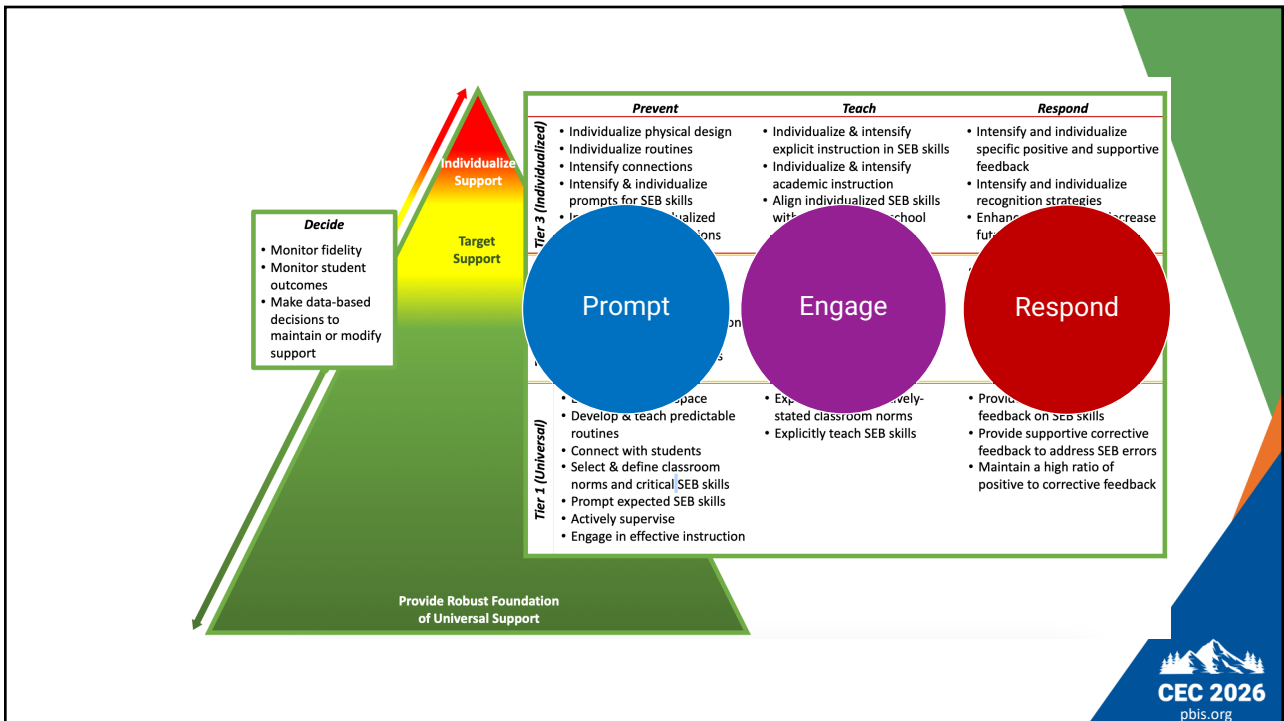 Prevent
Teach
Respond
Tier 3 (Individualized)
• Individualize physical design
• Individualize routines
• Intensify connections
• Intensify & individualize
prompts for SEB skills
• Individualize & intensify
explicit instruction in SEB skills
• Individualize & intensify
academic instruction
• Align individualized SEB skills
school
• Intensify and individualize
specific positive and supportive
feedback
• Intensify and individualize
recognition strategies
Individualize
Support
Target
Support
Decide
• Monitor fidelity
• Monitor student
outcomes
• Make data-based
decisions to
maintain or modify
support
Prompt
Engage
Respond
Tier 1 (Universal)
• Develop & teach predictable
routines
• Connect with students
• Select & define classroom
norms and critical SEB skills
• Prompt expected SEB skills
• Actively supervise
• Engage in effective instruction
stated classroom norms
• Explicitly teach SEB skills
feedback on SEB skills
• Provide supportive corrective
feedback to address SEB errors
• Maintain a high ratio of
positive to corrective feedback
Provide Robust Foundation
of Universal Support
CEC 2026
pbis.org